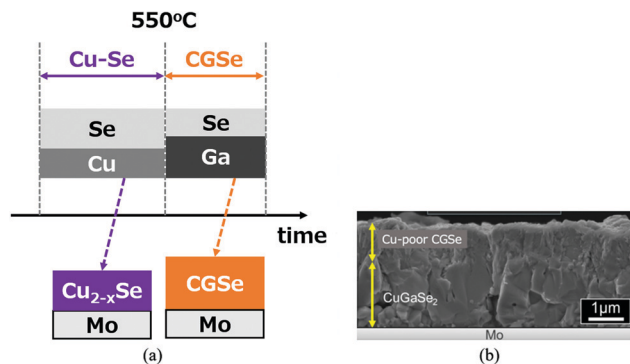 550°C
Cu-Se
CGSe
Se
Se
Cu
Ga
time
Cu2-xSe
CGSe
Mo
Mo
(a)
Cu-poor CGSe
CuGaSe2
1μm
Mo
(b)